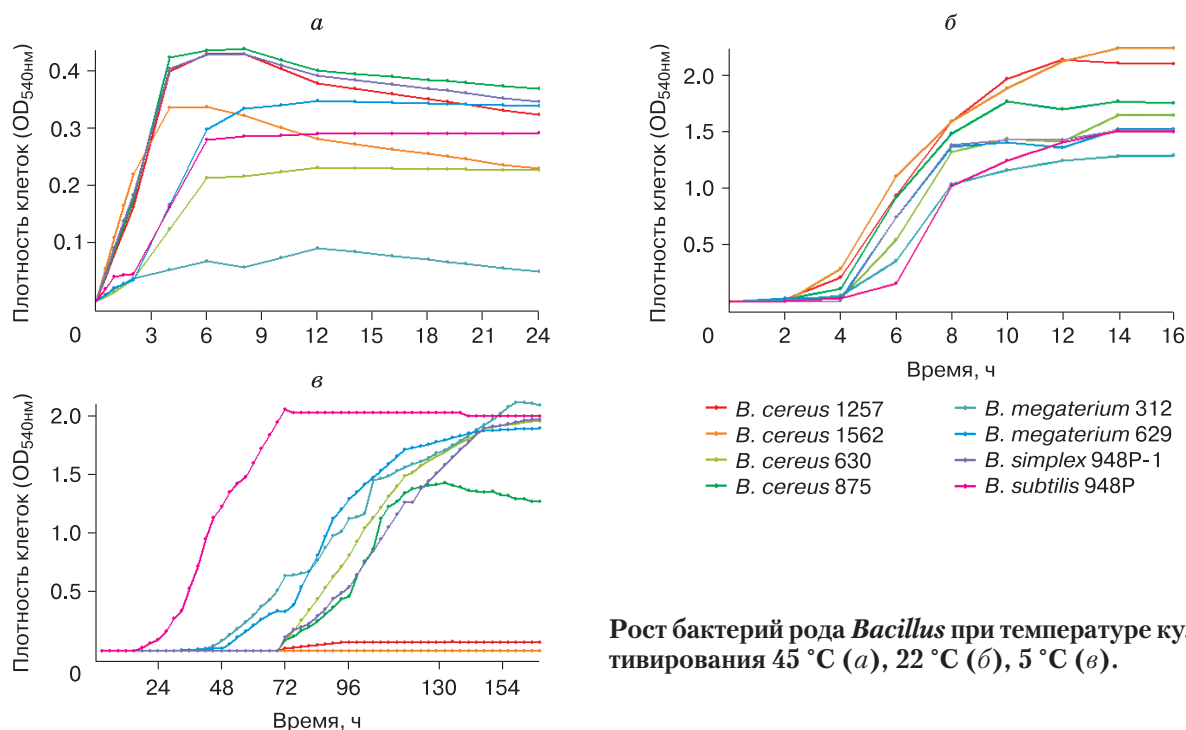 а
Плотность клеток (OD540нм)
0.4
0.3
0.2
0.1
0
3 6 9 12 15 18 21 24
б
Плотность клеток (OD540нм)
2.0
1.5
1.0
0.5
0
2 4 6 8 10 12 14 16
Время, ч
в
Плотность клеток (OD540нм)
2.0
1.5
1.0
0.5
0
24 48 72 96 130 154
Время, ч
B. cereus 1257
B. cereus 1562
B. cereus 630
B. cereus 875
B. megaterium 312
B. megaterium 629
B. simplex 948P-1
B. subtilis 948P
Рост бактерий рода Bacillus при температуре ку
тивирования 45 °C (а), 22 °C (б), 5 °C (в).